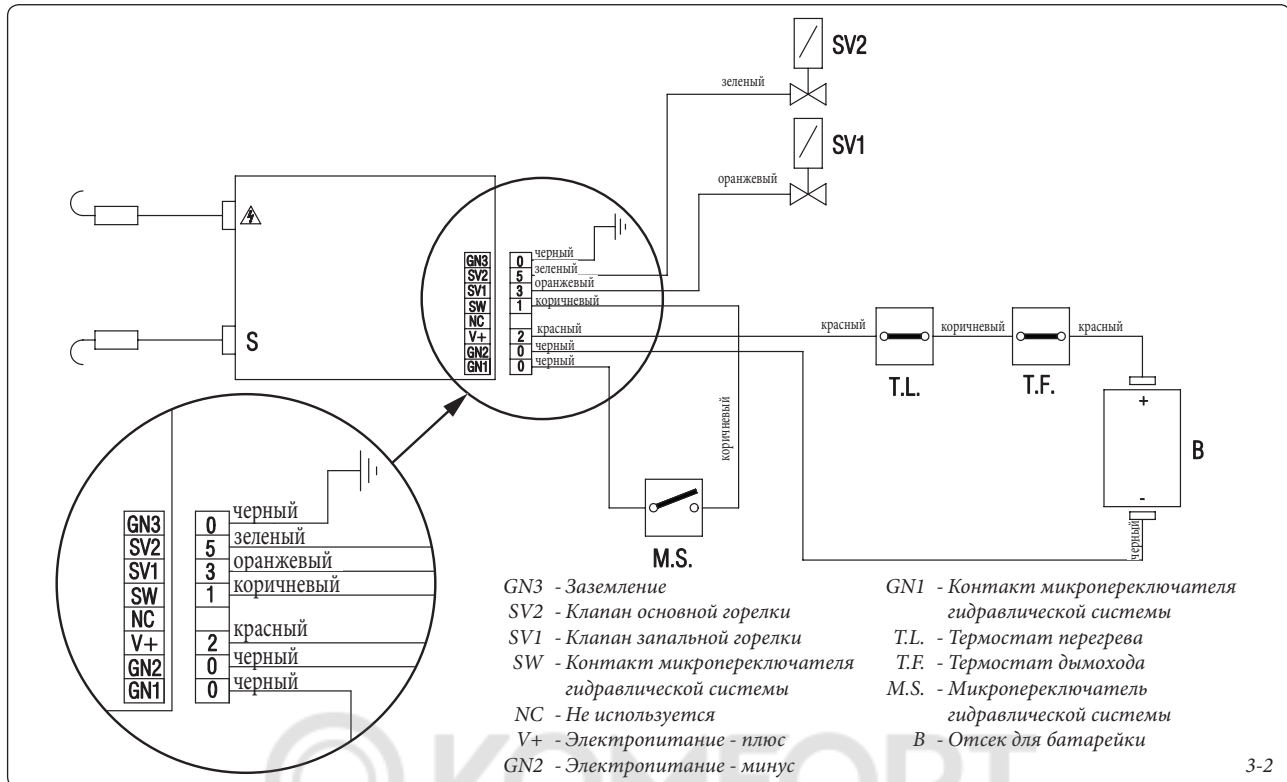 SV2
зеленый
SV1
оранжевый
S
GN3 0 черный
SV2 5 зеленый
SV1 3 оранжевый
SW 1 коричневый
NC
V+ 2 красный
GN2 0 черный
GN1 0 черный
красный
коричневый
красный
T.L.
T.F.
+
-
B
черный
коричневый
M.S.
GN3 0 черный
SV2 5 зеленый
SV1 3 оранжевый
SW 1 коричневый
NC
V+ 2 красный
GN2 0 черный
GN1 0 черный
GN3 - Заземление
SV2 - Клапан основной горелки
SV1 - Клапан запальной горелки
SW - Контакт микропереключателя
гидравлической системы
NC - Не используется
V+ - Электропитание - плюс
GN2 - Электропитание - минус
GN1 - Контакт микропереключателя
гидравлической системы
T.L. - Термостат перегрева
T.F. - Термостат дымохода
M.S. - Микропереключатель
гидравлической системы
B - Отсек для батарейки
3-2
КОМFORT